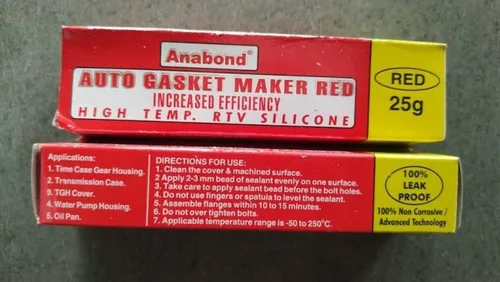 Anabond®
AUTO GASKET MAKER RED
INCREASED EFFICIENCY
HIGH TEMP. RTV SILICONE
RED
25g
Applications:
1. Time Case Gear Housing.
2. Trsnsmission Case.
3. TGH Cover.
4. Water Pump Housing.
5. Oil Pan.
DIRECTIONS FOR USE:
1. Clean the cover & machined surface.
2 Apply 2-3 mm bead of sealant evenly on one surface.
3. Take care to apply sealant bead before the bolt holes.
4. Do not use fingers or spatula to level the sealant.
5. Assemble flanges within 10 to 15 minutes.
6. Do not over tighten bolts.
7. Applicable temperature range is -50 to 250°C.
100%
LEAK
PROOF
100% Non Corrosive /
Advanced Technology